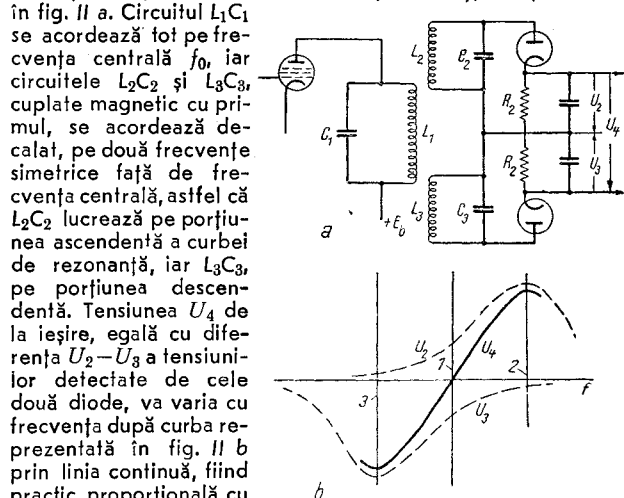 în fig. II a. Circuitul L₁C₁
se acordează tot pe fre-
cvența centrală f₀, iar
circuitele L₂C₂ și L₃C₃,
cuplate magnetic cu pri-
mul, se acordează de-
calat, pe două frecvențe
simetrice față de fre-
cvența centrală, astfel că
L₂C₂ lucrează pe porțiu-
nea ascendentă a curbei
de rezonanță, iar L₃C₃,
pe porțiunea descen-
dentă. Tensiunea U₄ de
la ieșire, egală cu dife-
rența U₂—U₃ a tensiuni-
lor detectate de cele
două diode, va varia cu
frecvența după curba re-
prezentată în fig. II b
prin linia continuă, fiind
practic proporțională cu
C₁
L₁
L₂
C₂
R₂
U₂
U₄
R₂
U₃
L₃
C₃
+E_b
a
U₂
1
U₄
2
f
3
U₃
b